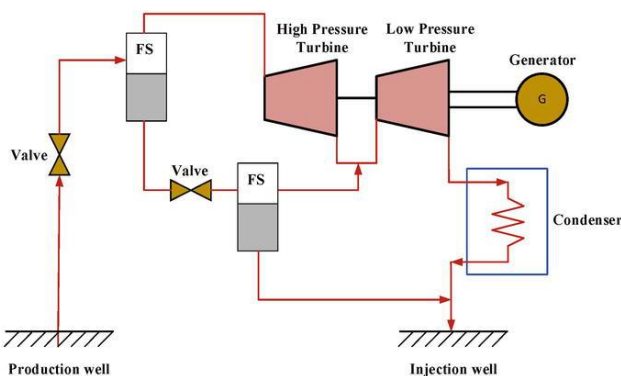 FS
High Pressure
Turbine
Low Pressure
Turbine
Generator
G
Valve
Valve
FS
Condenser
Production well
Injection well